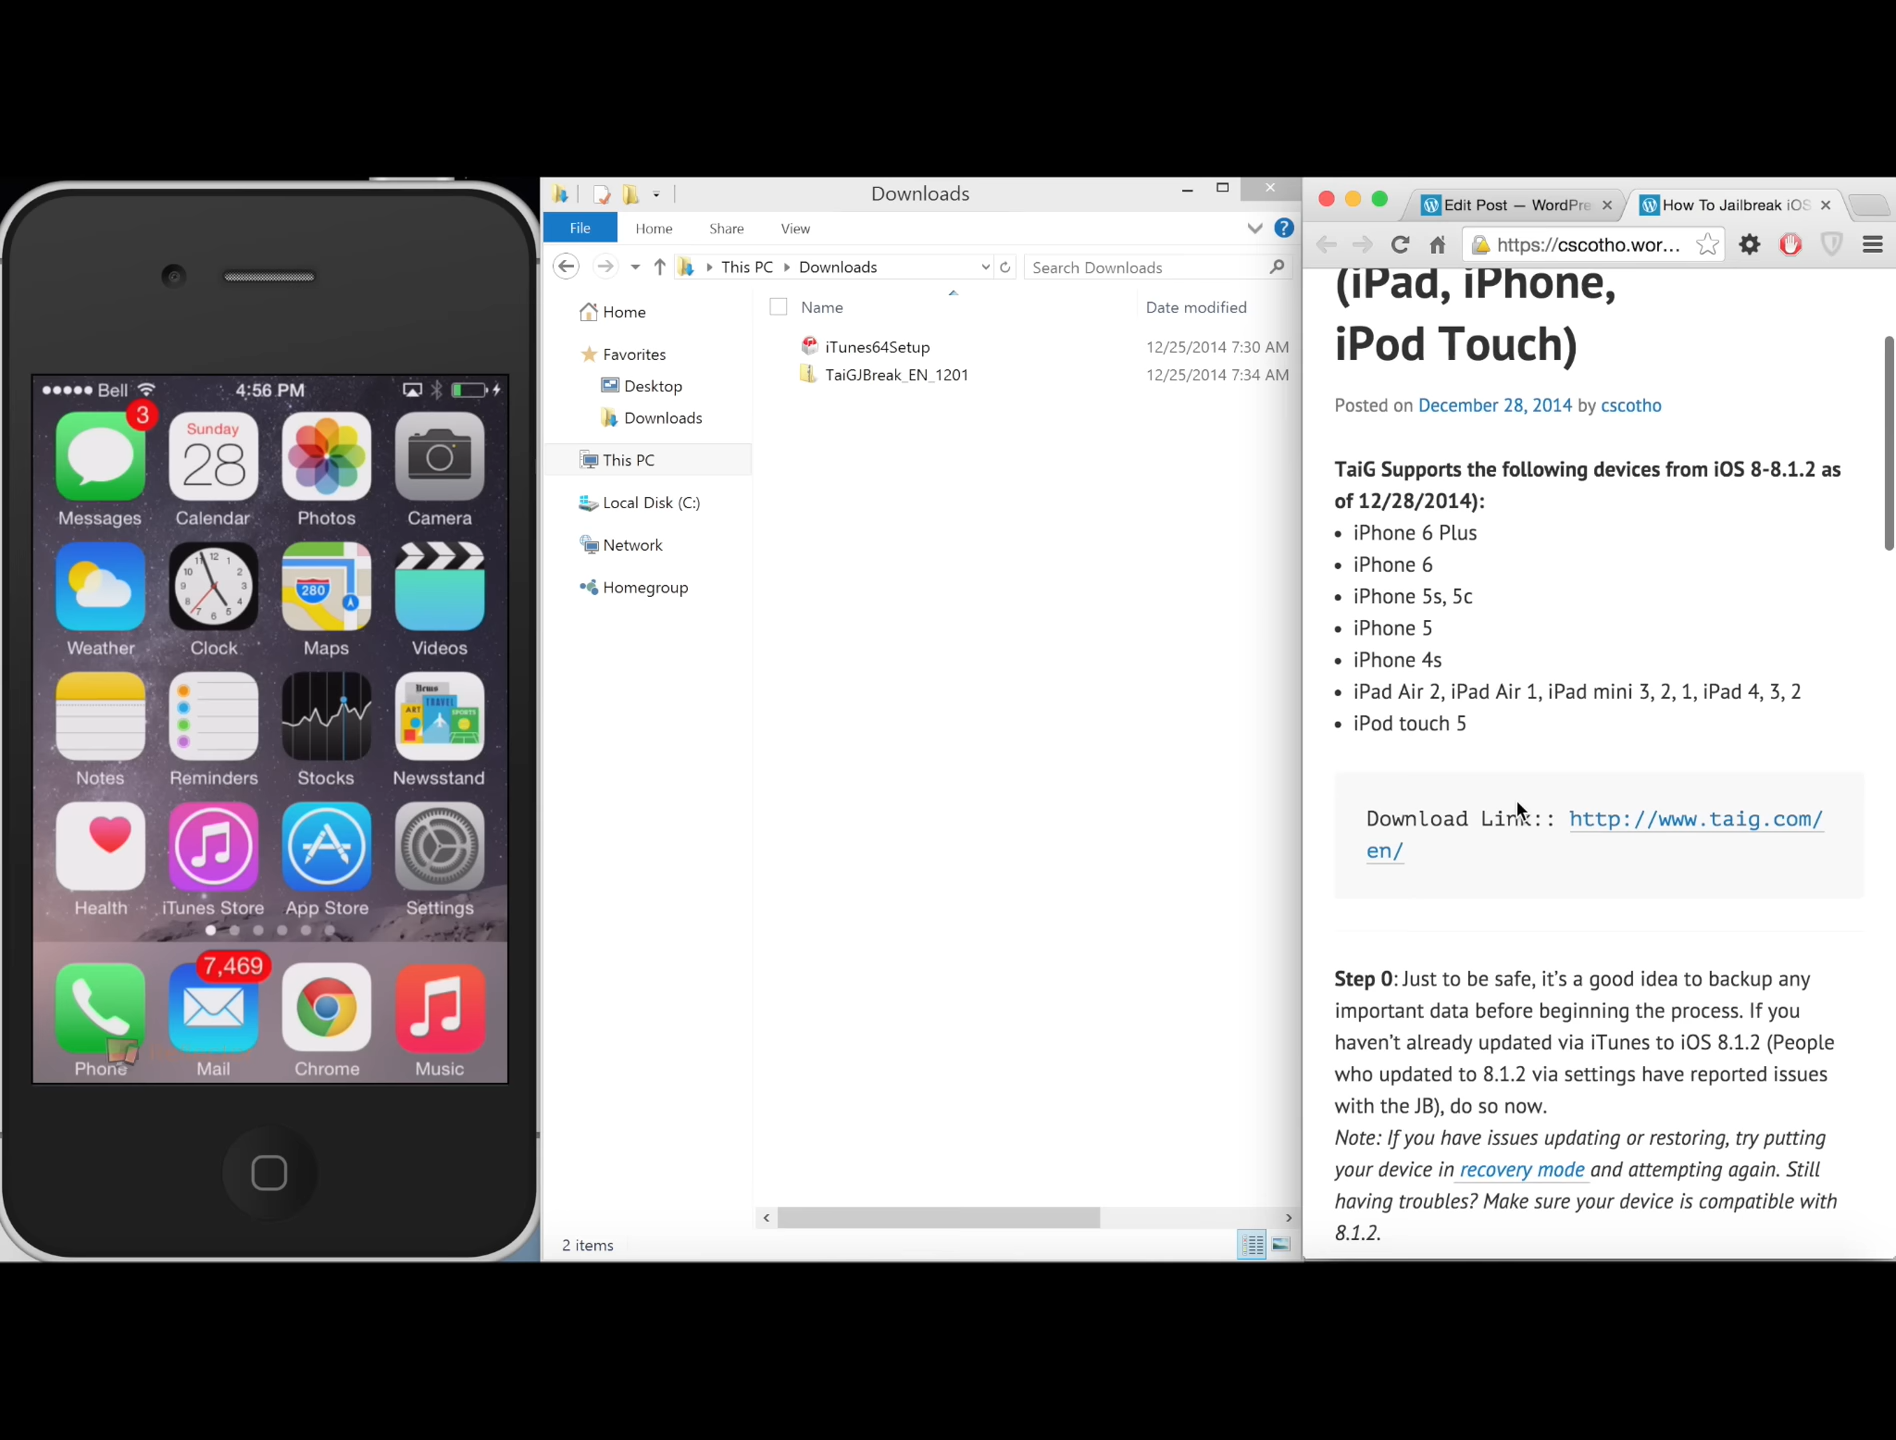 Bell 4:56 PM
3
Sunday
28
Messages Calendar Photos Camera
280
Weather Clock Maps Videos
News
ART TRAVEL SPORTS
Notes Reminders Stocks Newsstand
Health iTunes Store App Store Settings
7,469
Phone Mail Chrome Music
Downloads
File Home Share View
This PC Downloads Search Downloads
Name Date modified
iTunes64Setup 12/25/2014 7:30 AM
TaiGJBreak_EN_1201 12/25/2014 7:34 AM
Home
Favorites
Desktop
Downloads
This PC
Local Disk (C:)
Network
Homegroup
2 items
Edit Post — WordPre How To Jailbreak iOS
https://cscotho.wor...
(iPad, iPhone,
iPod Touch)
Posted on December 28, 2014 by cscotho
TaiG Supports the following devices from iOS 8-8.1.2 as
of 12/28/2014):
• iPhone 6 Plus
• iPhone 6
• iPhone 5s, 5c
• iPhone 5
• iPhone 4s
• iPad Air 2, iPad Air 1, iPad mini 3, 2, 1, iPad 4, 3, 2
• iPod touch 5
Download Link:: http://www.taig.com/
en/
Step 0: Just to be safe, it's a good idea to backup any
important data before beginning the process. If you
haven't already updated via iTunes to iOS 8.1.2 (People
who updated to 8.1.2 via settings have reported issues
with the JB), do so now.
Note: If you have issues updating or restoring, try putting
your device in recovery mode and attempting again. Still
having troubles? Make sure your device is compatible with
8.1.2.